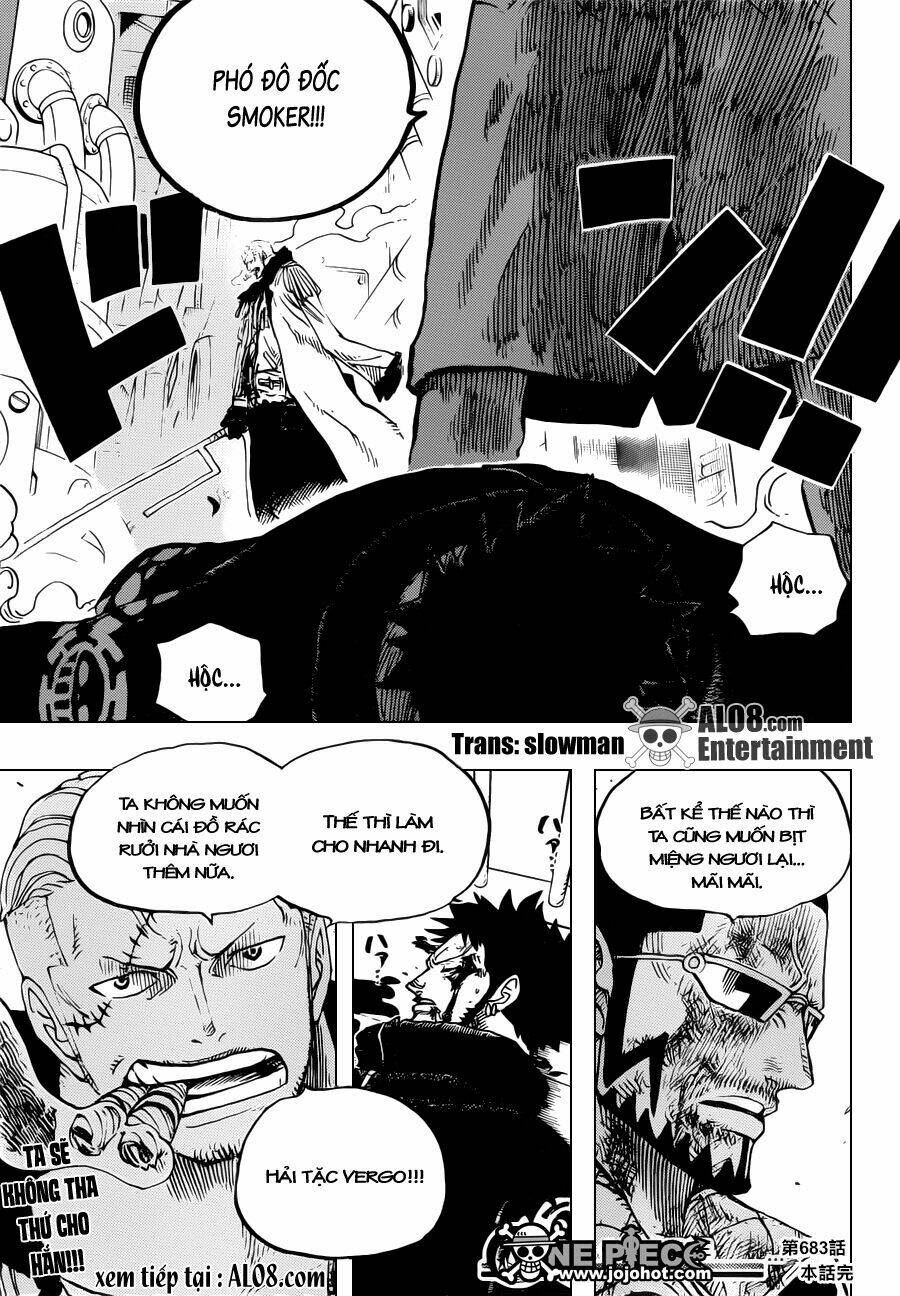 PHÓ ĐÔ ĐỐC
SMOKER!!!
ド
!!!
HỘC...
HỘC...
Trans: slowman
ALO8.com
Entertainment
BẤT KỂ THẾ NÀO THÌ
TA CŨNG MUỐN BỊT
MIỆNG NGƯƠI LẠI...
MÃI MÃI.
THẾ THÌ LÀM
CHO NHANH ĐI.
TA KHÔNG MUỐN
NHÌN CÁI ĐỒ RÁC
RƯỞI NHÀ NGƯƠI
THÊM NỮA.
HẢI TẶC VERGO!!!
TA SẼ
KHÔNG THA
THỨ CHO
HẮN!!!
xem tiếp tại : ALO8.com
ONE PIECE
www.jojohot.com
第683話
本話完